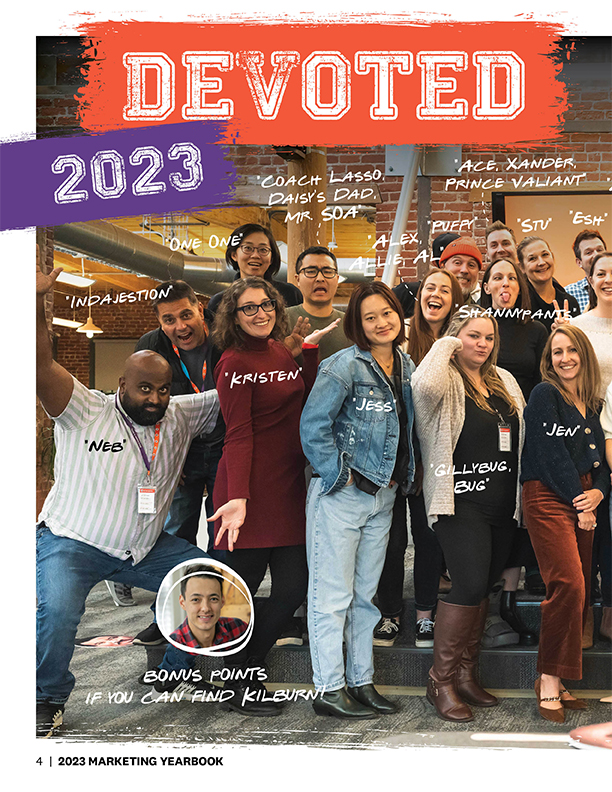 DEVOTED
2023
"COACH LASSO,
DAISY'S DAD,
MR. SOA"
"ACE, XANDER,
PRINCE VALIANT"
"ONE ONE"
"ALEX,
ALLIE, AL"
"PUFFY"
"STU"
"ESH"
"INDAJESTION"
"SHANNYPANTS"
"KRISTEN"
"JESS"
"NEB"
"JEN"
"GILLYBUG,
BUG"
BONUS POINTS
IF YOU CAN FIND KILBURN!
4 | 2023 MARKETING YEARBOOK